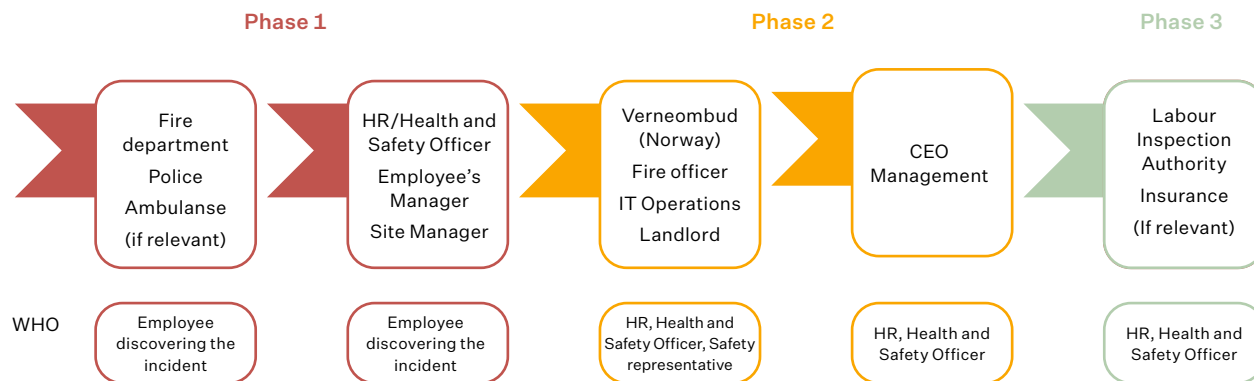 Phase 1
Phase 2
Phase 3
Fire
department
Police
Ambulanse
(if relevant)
HR/Health and
Safety Officer
Employee's
Manager
Site Manager
Verneombud
(Norway)
Fire officer
IT Operations
Landlord
CEO
Management
Labour
Inspection
Authority
Insurance
(If relevant)
WHO
Employee
discovering the
incident
Employee
discovering the
incident
HR, Health and
Safety Officer, Safety
representative
HR, Health and
Safety Officer
HR, Health and
Safety Officer